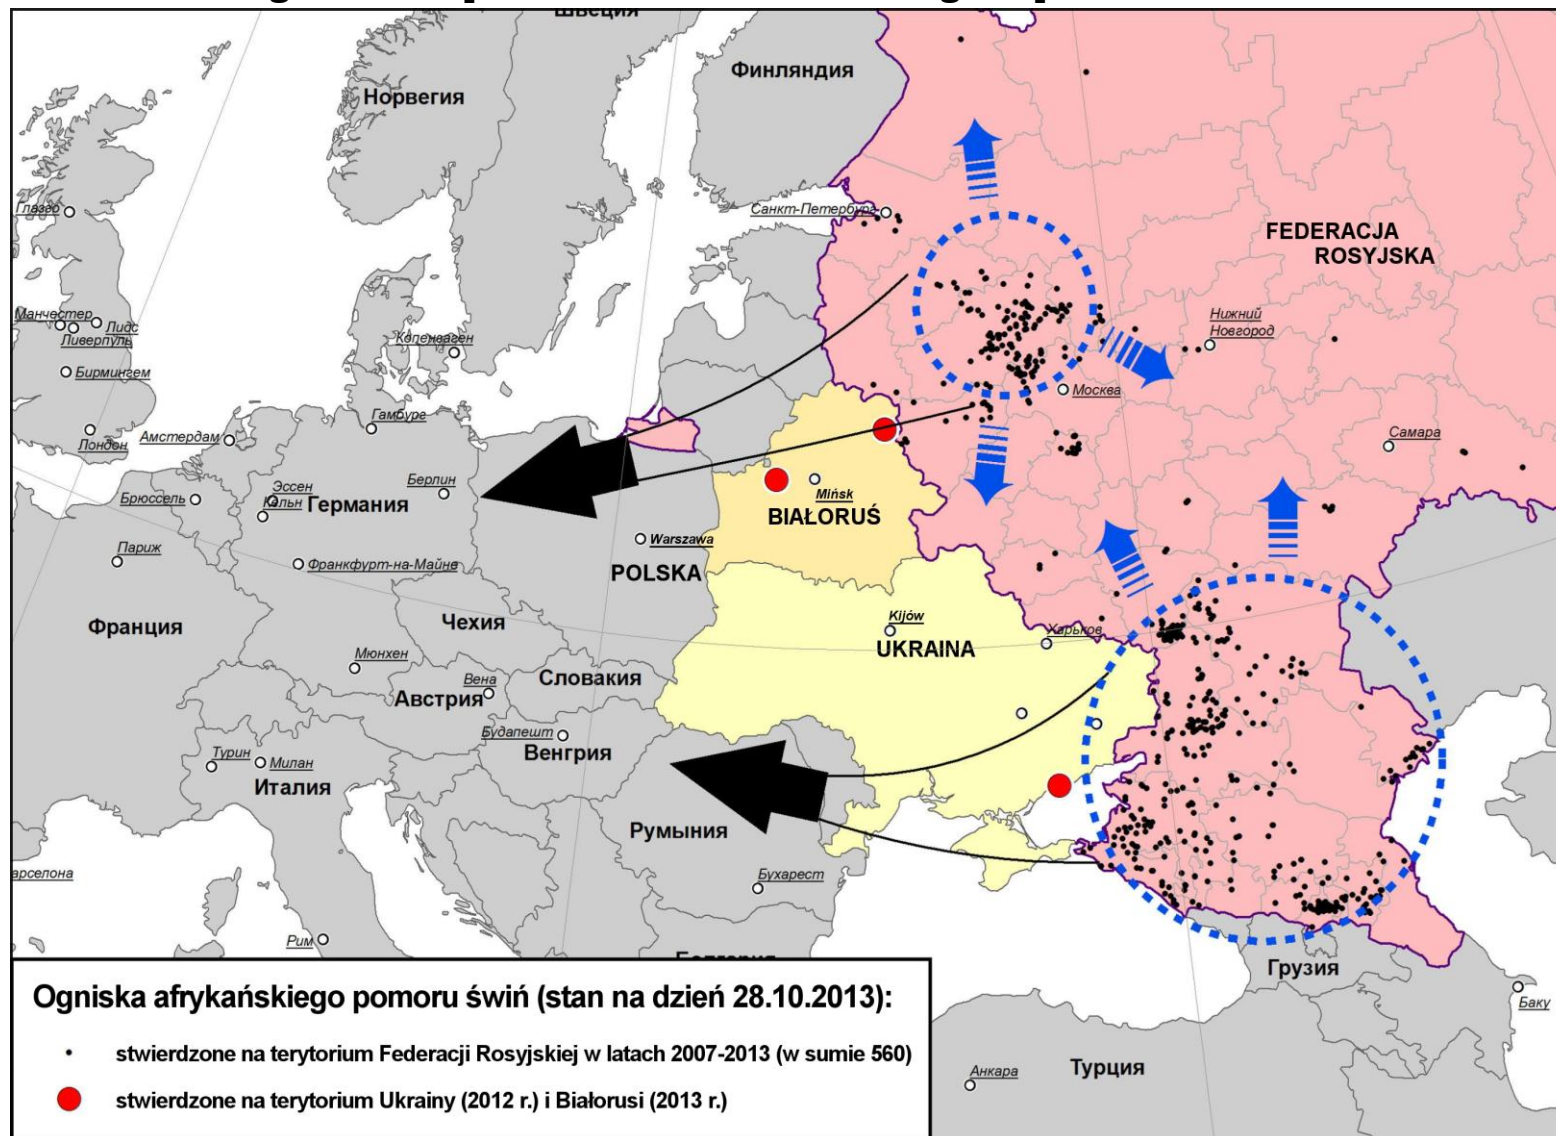 Швеция
Финляндия
Норвегия
Глазго
Санкт-Петербург
FEDERACJA
ROSYJSKA
Манчестер
Лидс
Ливерпуль
Копенваген
Нижний
Новгород
Бирмингем
Москва
Гамбург
Лондон
Амстердам
Самара
Эссен
Берлин
Брюссель
Кёльн
Германия
Mińsk
BIAŁORUŚ
Warszawa
Париж
Франкфурт-на-Майне
POLSKA
Чехия
Kijów
Франция
UKRAINA
Харьков
Мюнхен
Вена
Словакия
Австрия
Будапешт
Венгрия
Турин
Милан
Италия
Румыния
арселона
Бухарест
Рим
Болгария
Грузия
Баку
Ogniska afrykańskiego pomoru świń (stan na dzień 28.10.2013):
stwierdzone na terytorium Federacji Rosyjskiej w latach 2007-2013 (w sumie 560)
Анкара
Турция
stwierdzone na terytorium Ukrainy (2012 r.) i Białorusi (2013 r.)